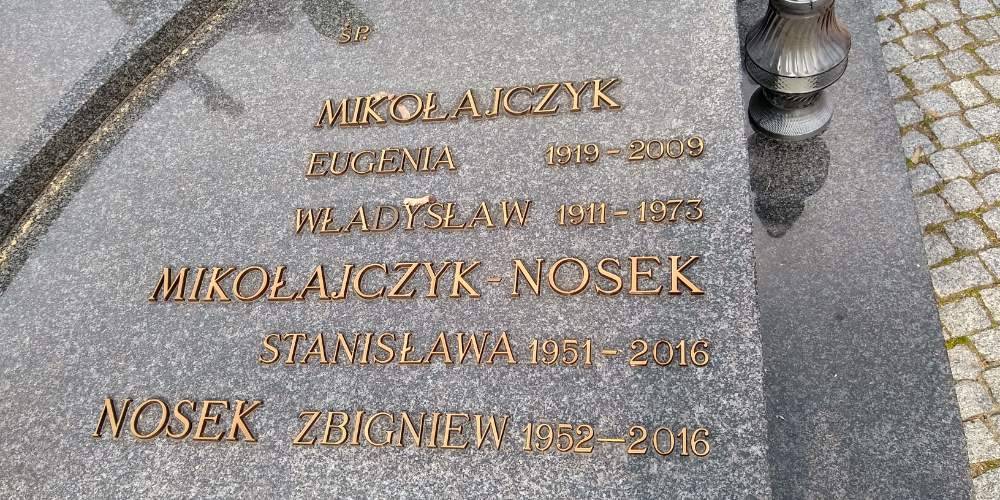 ŚP.
MIKOŁAJCZYK
EUGENIA 1919-2009
WŁADYSŁAW 1911-1973
MIKOŁAJCZYK-NOSEK
STANISŁAWA 1951-2016
NOSEK ZBIGNIEW 1952-2016